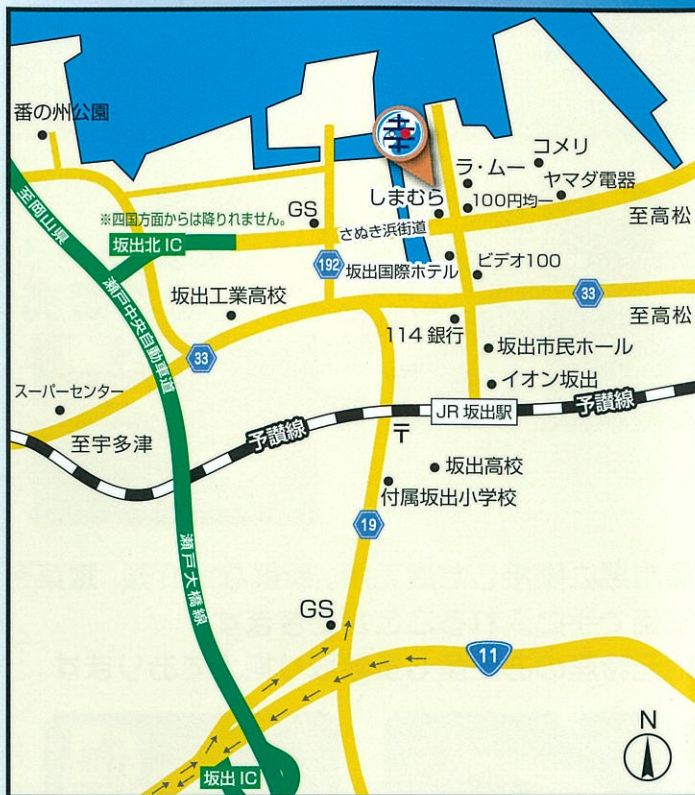 番の州公園
コメリ
ラ・ムー
ヤマダ電器
しまむら
100円均一
至高松
至岡山県
※四国方面からは降りれません。
GS
さぬき浜街道
坂出北 IC
192
坂出国際ホテル
ビデオ100
33
瀬戸中央自動車道
坂出工業高校
至高松
114 銀行
33
坂出市民ホール
イオン坂出
スーパーセンター
JR 坂出駅
予讃線
至宇多津
予讃線
〒
坂出高校
付属坂出小学校
19
瀬戸大橋線
GS
11
坂出 IC
N